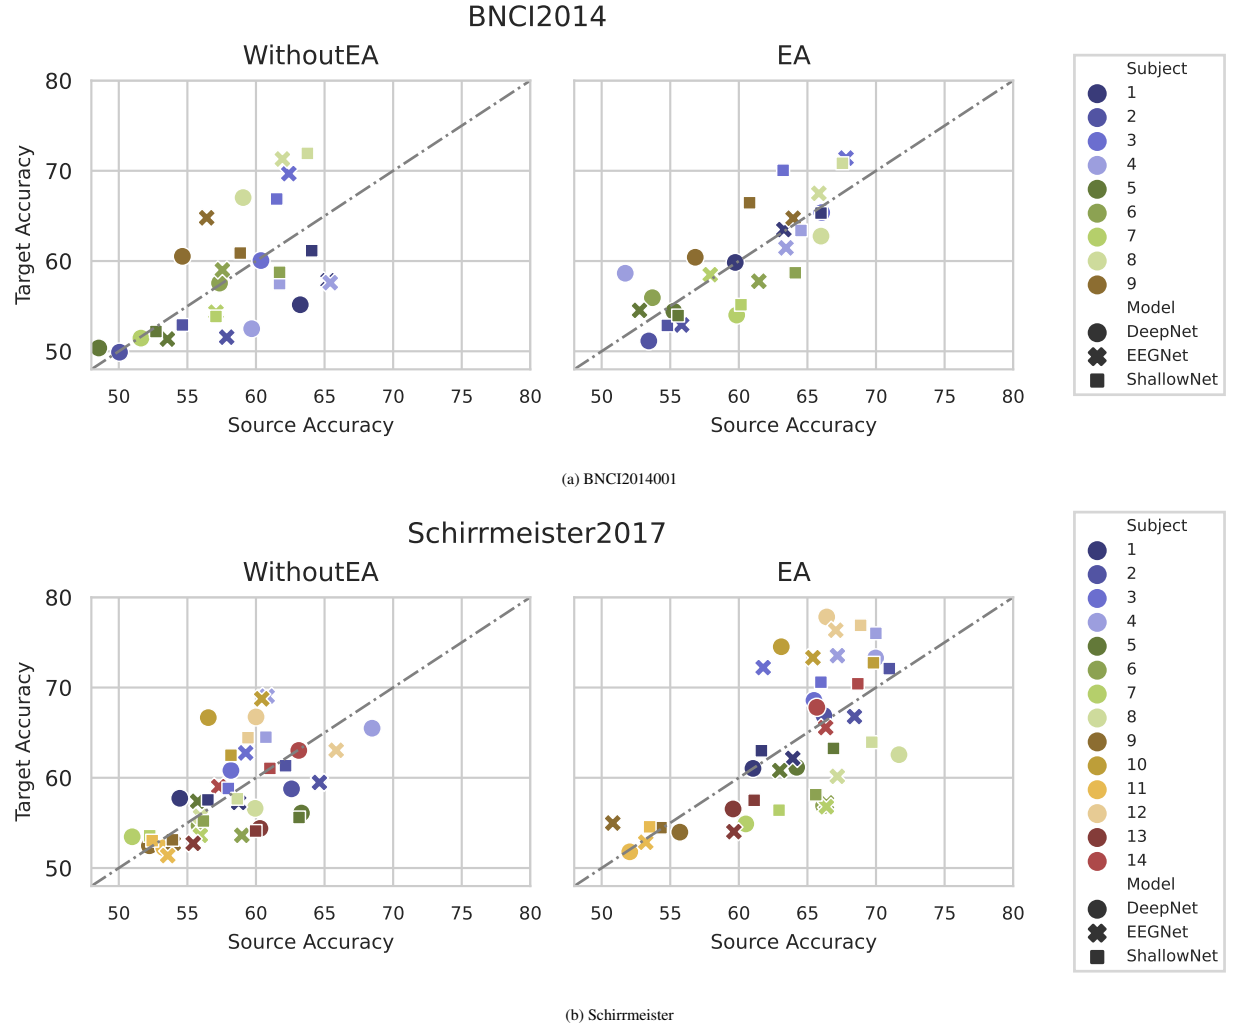 BNCI2014
WithoutEA
EA
80
70
60
50
Target Accuracy
50 55 60 65 70 75 80
50 55 60 65 70 75 80
Source Accuracy
Source Accuracy
Subject
1
2
3
4
5
6
7
8
9
Model
DeepNet
EEGNet
ShallowNet
(a) BNCI2014001
Schirrmeister2017
WithoutEA
EA
80
70
60
50
Target Accuracy
50 55 60 65 70 75 80
50 55 60 65 70 75 80
Source Accuracy
Source Accuracy
Subject
1
2
3
4
5
6
7
8
9
10
11
12
13
14
Model
DeepNet
EEGNet
ShallowNet
(b) Schirrmeister